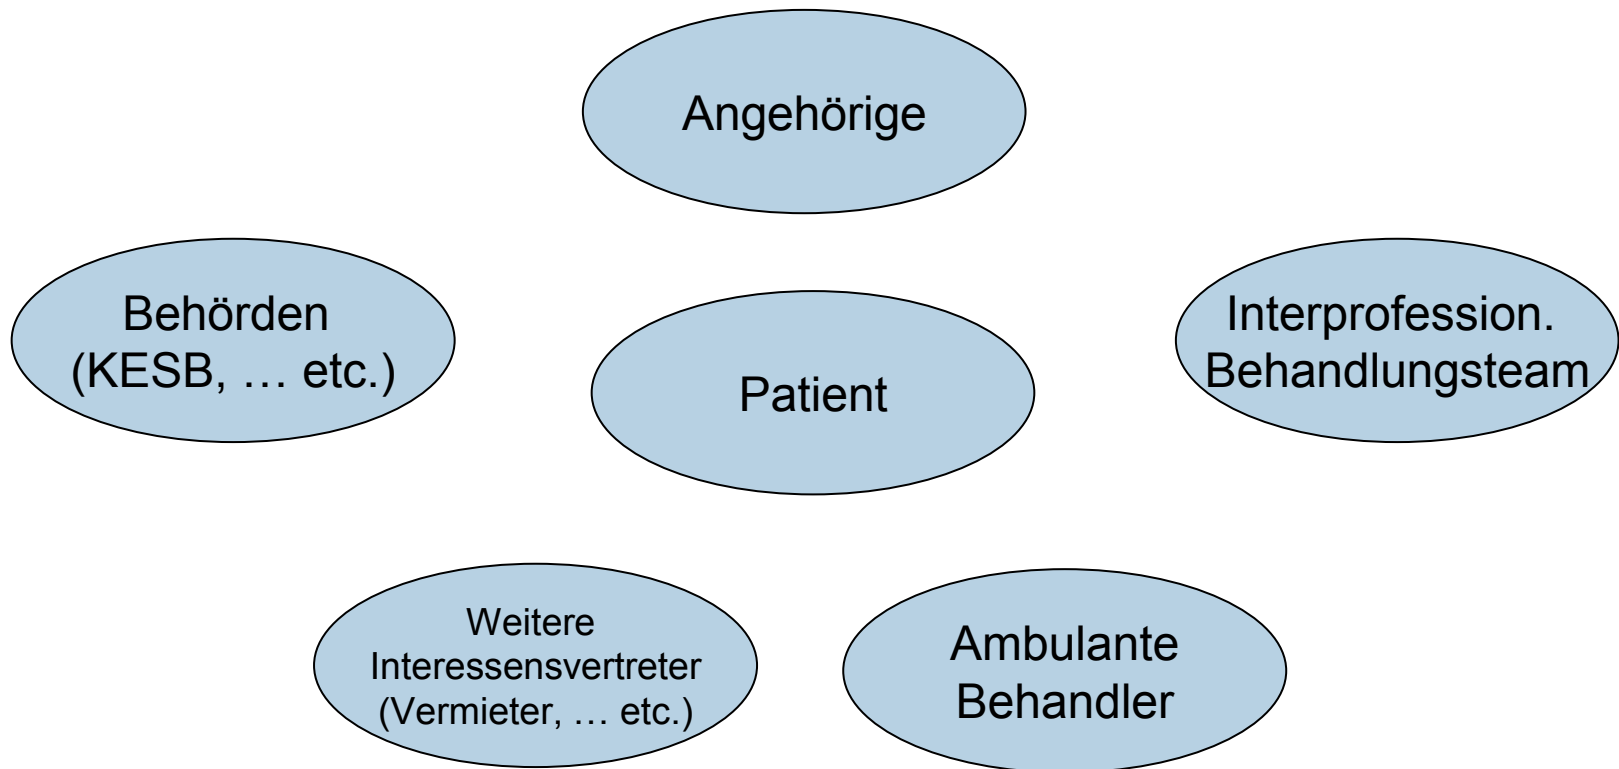 Angehörige
Behörden
(KESB, … etc.)
Patient
Interprofession.
Behandlungsteam
Weitere
Interessensvertreter
(Vermieter, … etc.)
Ambulante
Behandler